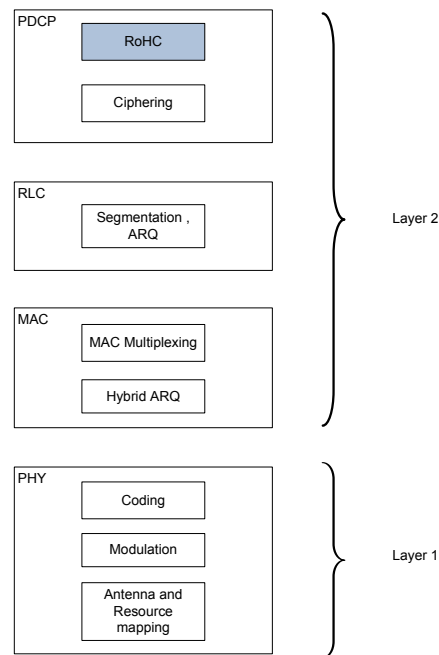 PDCP
RoHC
Ciphering
RLC
Segmentation ,
ARQ
Layer 2
MAC
MAC Multiplexing
Hybrid ARQ
PHY
Coding
Modulation
Layer 1
Antenna and
Resource
mapping